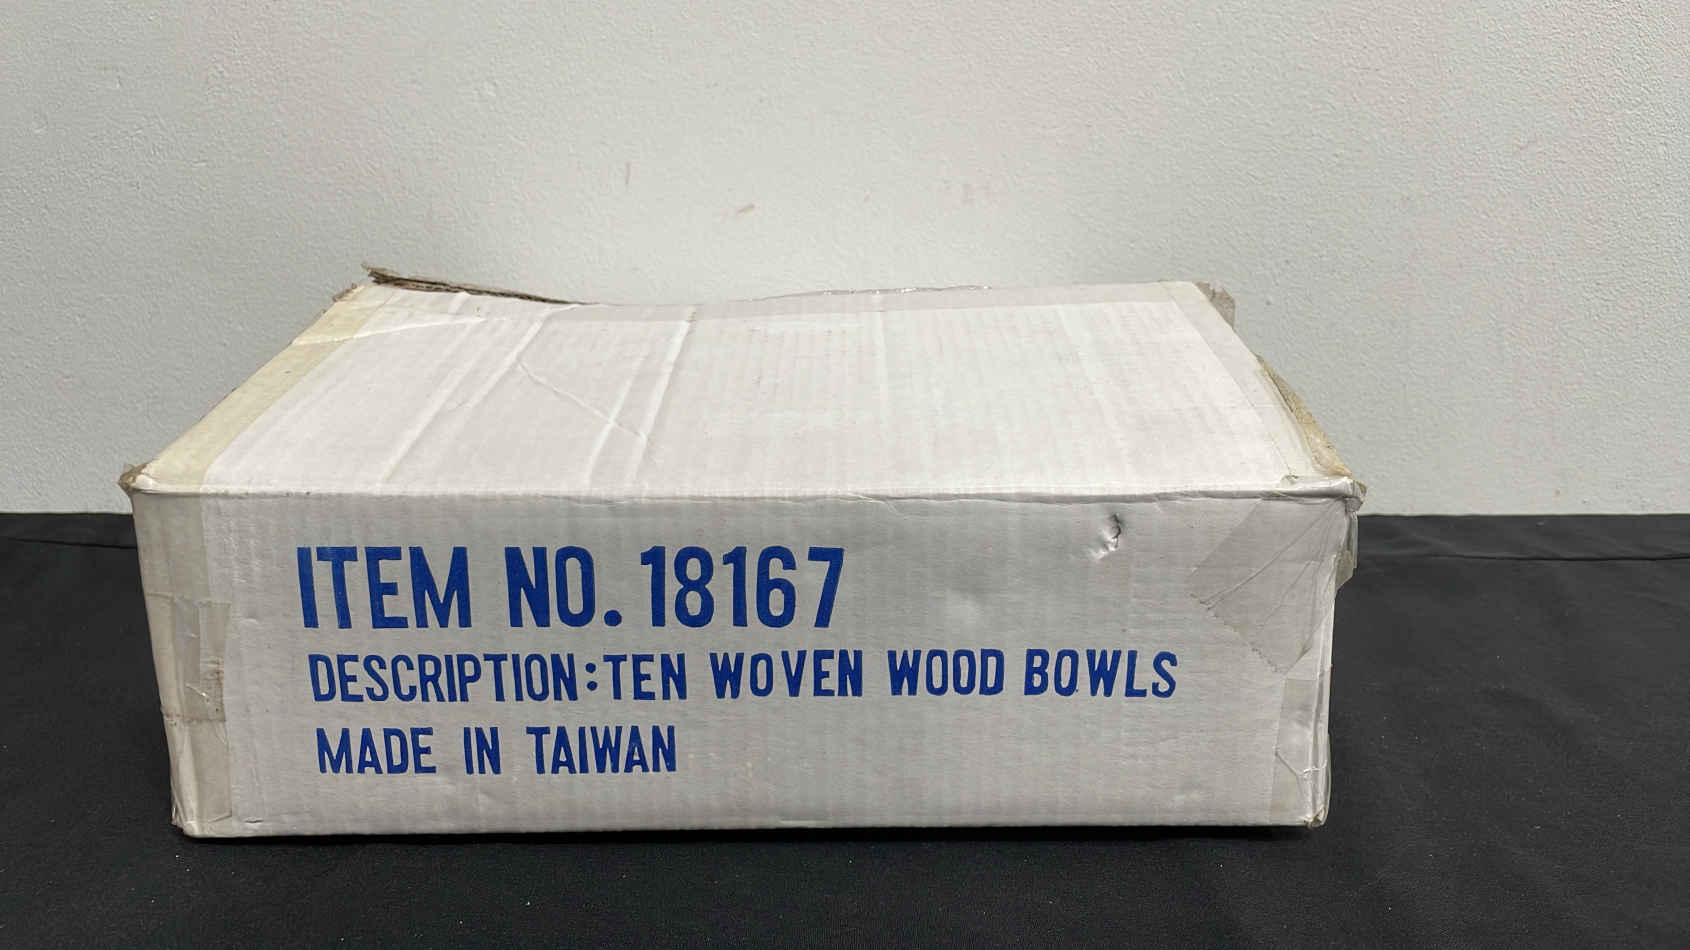 ITEM NO. 18167
DESCRIPTION:TEN WOVEN WOOD BOWLS
MADE IN TAIWAN